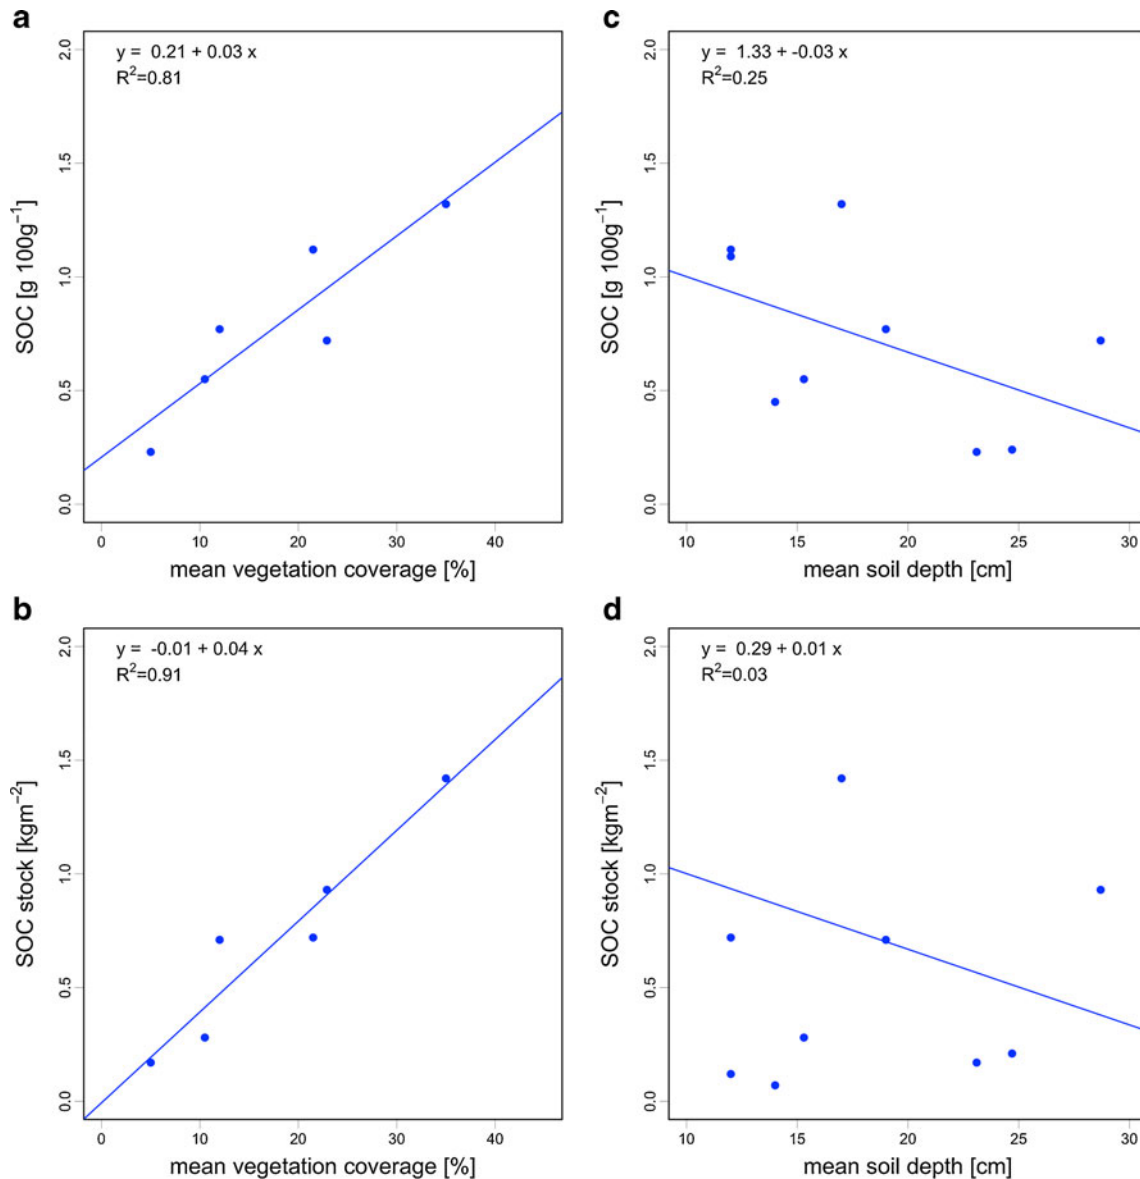 a
y = 0.21 + 0.03 x
R²=0.81
2.0
1.5
1.0
0.5
0.0
SOC [g 100g⁻¹]
0 10 20 30 40
mean vegetation coverage [%]
c
y = 1.33 + -0.03 x
R²=0.25
2.0
1.5
1.0
0.5
0.0
SOC [g 100g⁻¹]
10 15 20 25 30
mean soil depth [cm]
b
y = -0.01 + 0.04 x
R²=0.91
2.0
1.5
1.0
0.5
0.0
SOC stock [kgm⁻²]
0 10 20 30 40
mean vegetation coverage [%]
d
y = 0.29 + 0.01 x
R²=0.03
2.0
1.5
1.0
0.5
0.0
SOC stock [kgm⁻²]
10 15 20 25 30
mean soil depth [cm]